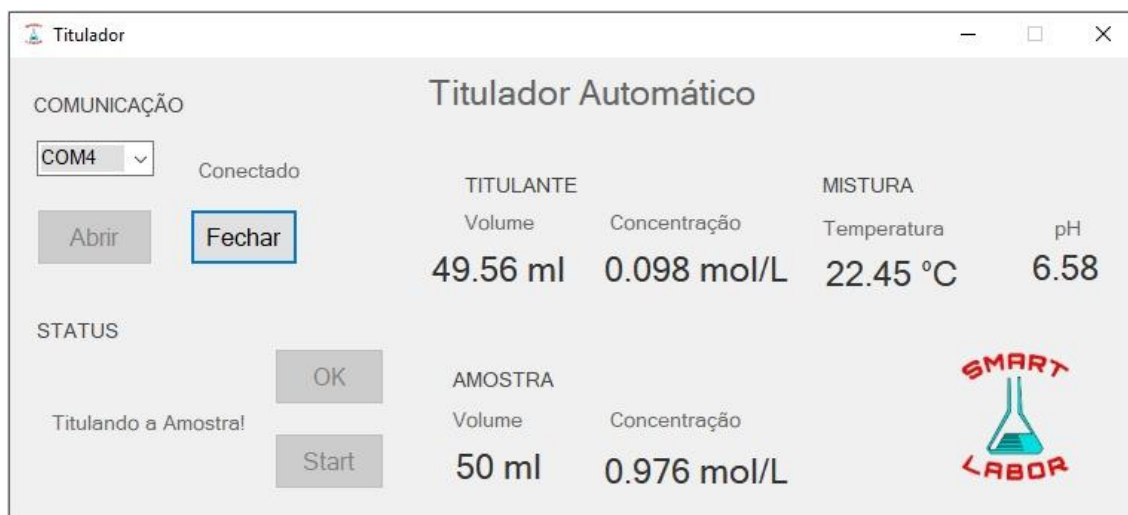 Titulador
Titulador Automático
COMUNICAÇÃO
COM4
Conectado
Abrir
Fechar
TITULANTE
Volume
Concentração
49.56 ml
0.098 mol/L
MISTURA
Temperatura
pH
22.45 ºC
6.58
STATUS
OK
Titulando a Amostra!
Start
AMOSTRA
Volume
Concentração
50 ml
0.976 mol/L
SMART
LABOR